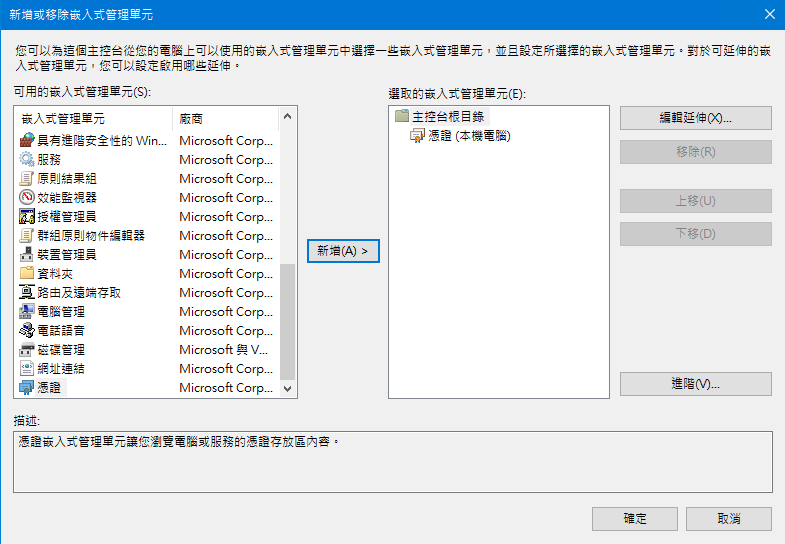 新增或移除嵌入式管理單元
您可以為這個主控台從您的電腦上可以使用的嵌入式管理單元中選擇一些嵌入式管理單元，並且設定所選擇的嵌入式管理單元。對於可延伸的嵌
入式管理單元，您可以設定啟用哪些延伸。
可用的嵌入式管理單元(S):
嵌入式管理單元 廠商
具有進階安全性的 Win... Microsoft Corp...
服務 Microsoft Corp...
原則結果組 Microsoft Corp...
效能監視器 Microsoft Corp...
授權管理員 Microsoft Corp...
群組原則物件編輯器 Microsoft Corp...
裝置管理員 Microsoft Corp...
資料夾 Microsoft Corp...
路由及遠端存取 Microsoft Corp...
電腦管理 Microsoft Corp...
電話語音 Microsoft Corp...
磁碟管理 Microsoft 與 V...
網址連結 Microsoft Corp...
憑證 Microsoft Corp...
新增(A) >
選取的嵌入式管理單元(E):
主控台根目錄
憑證 (本機電腦)
編輯延伸(X)...
移除(R)
上移(U)
下移(D)
進階(V)...
描述:
憑證嵌入式管理單元讓您瀏覽電腦或服務的憑證存放區內容。
確定
取消